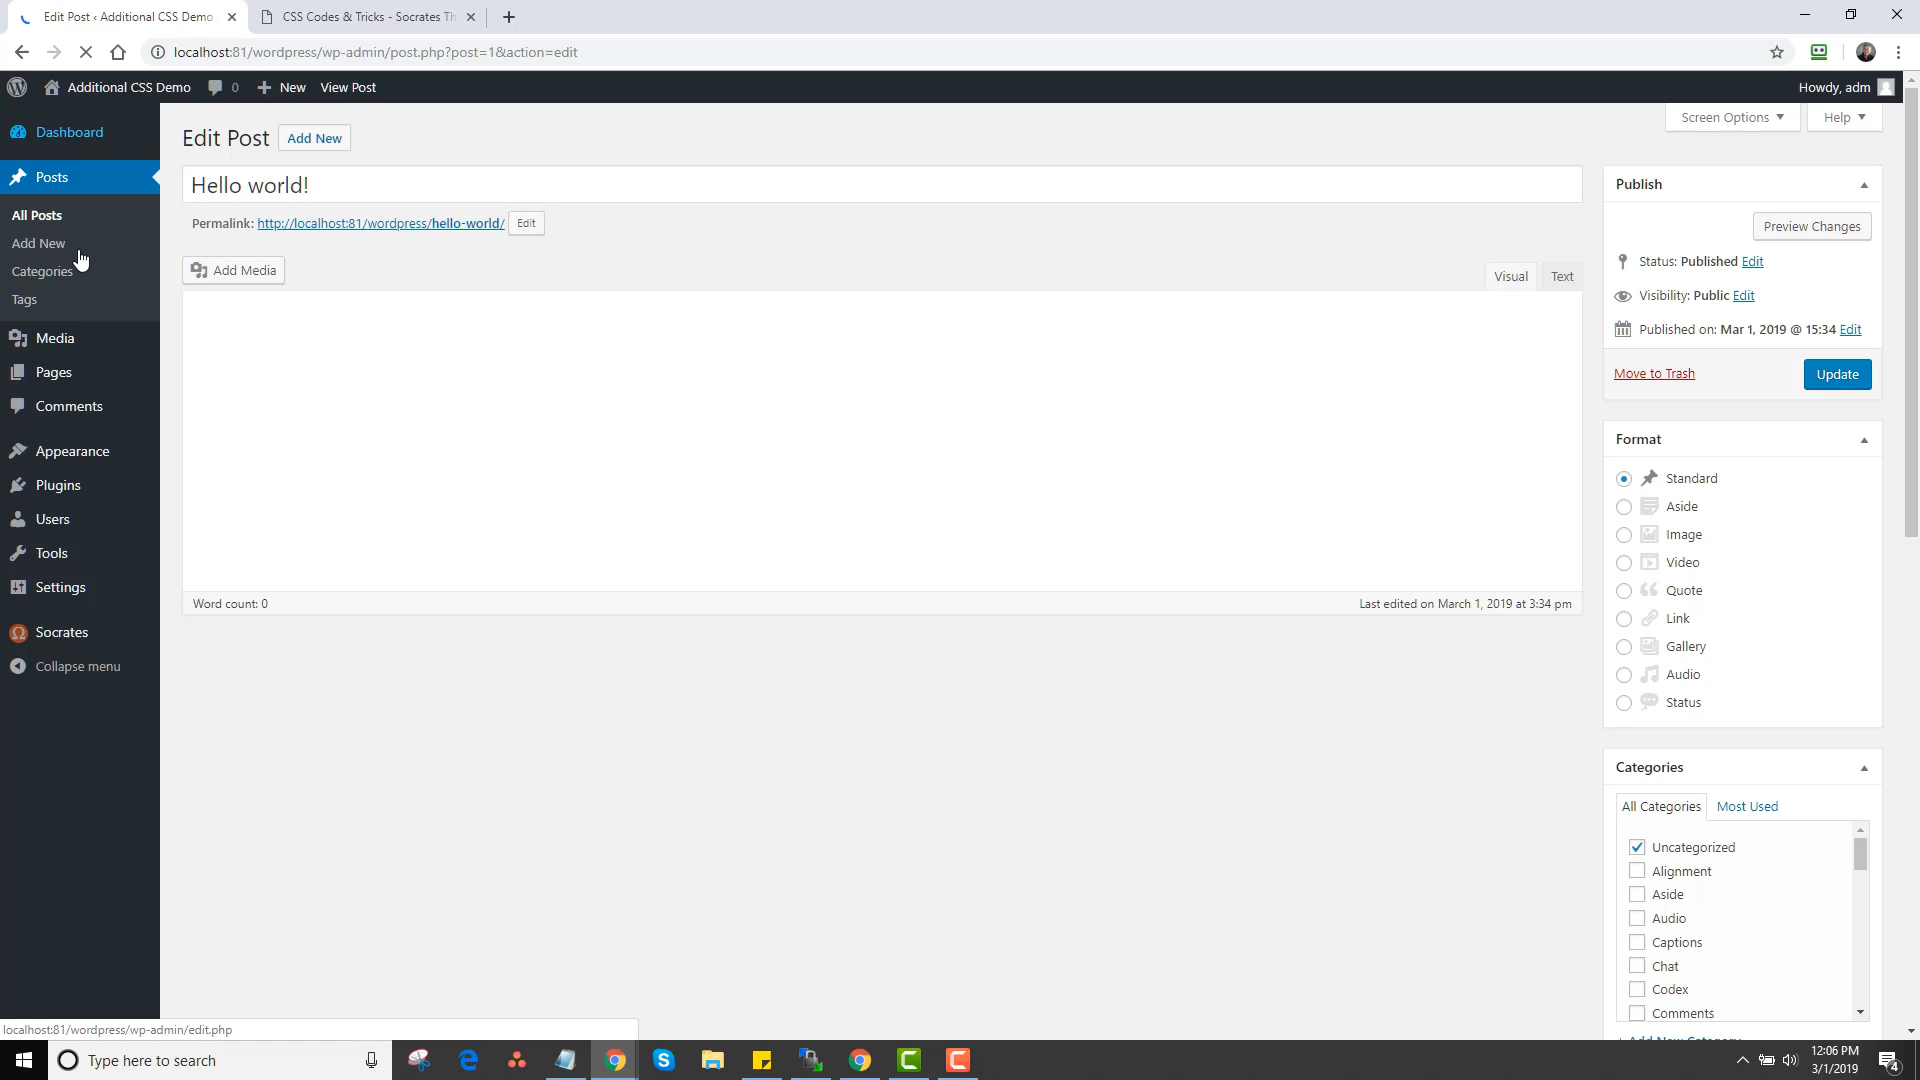 Edit Post ‹ Additional CSS Demo
CSS Codes & Tricks - Socrates Th
localhost:81/wordpress/wp-admin/post.php?post=1&action=edit
Additional CSS Demo
0
New
View Post
Howdy, adm
Dashboard
Posts
All Posts
Add New
Categories
Tags
Media
Pages
Comments
Appearance
Plugins
Users
Tools
Settings
Socrates
Collapse menu
Screen Options
Help
Edit Post
Add New
Hello world!
Permalink: http://localhost:81/wordpress/hello-world/ Edit
Add Media
Visual
Text
Word count: 0
Last edited on March 1, 2019 at 3:34 pm
Publish
Preview Changes
Status: Published Edit
Visibility: Public Edit
Published on: Mar 1, 2019 @ 15:34 Edit
Move to Trash
Update
Format
Standard
Aside
Image
Video
Quote
Link
Gallery
Audio
Status
Categories
All Categories
Most Used
Uncategorized
Alignment
Aside
Audio
Captions
Chat
Codex
Comments
+ Add New Category
localhost:81/wordpress/wp-admin/edit.php
Type here to search
12:06 PM
3/1/2019
4